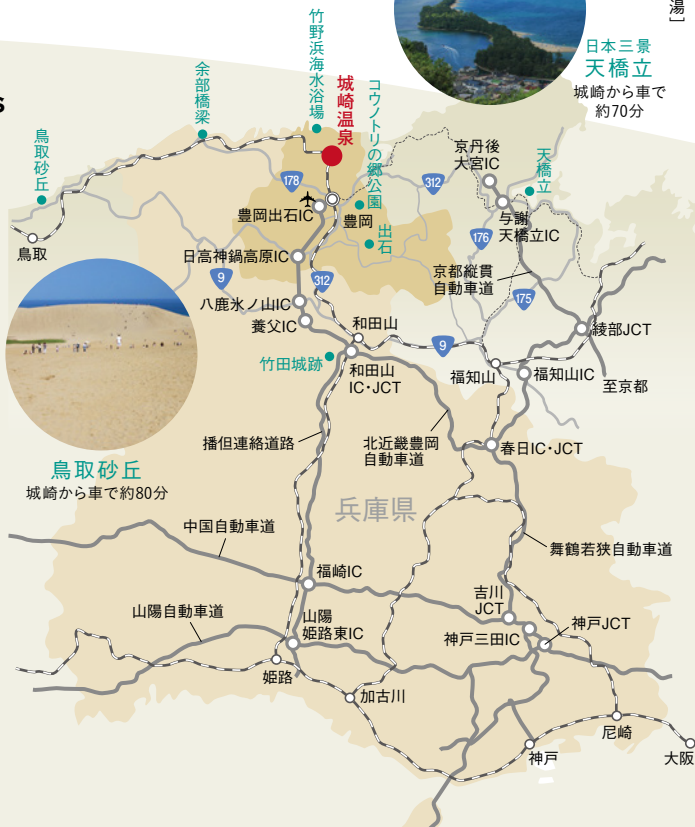 湯］
日本三景
天橋立
城崎から車で
約70分
竹野浜海水浴場
余部橋梁
城崎温泉
コウノトリの郷公園
鳥取砂丘
s
京丹後
大宮IC
天橋立
178
312
豊岡出石IC
豊岡
与謝
天橋立IC
出石
176
鳥取
日高神鍋高原IC
9
312
京都縦貫
自動車道
175
八鹿氷ノ山IC
養父IC
和田山
9
綾部JCT
竹田城跡
和田山
IC・JCT
福知山
福知山IC
至京都
播但連絡道路
北近畿豊岡
自動車道
春日IC・JCT
鳥取砂丘
城崎から車で約80分
兵庫県
中国自動車道
舞鶴若狭自動車道
福崎IC
吉川
JCT
山陽自動車道
山陽
姫路東IC
神戸三田IC
神戸JCT
姫路
加古川
尼崎
神戸
大阪